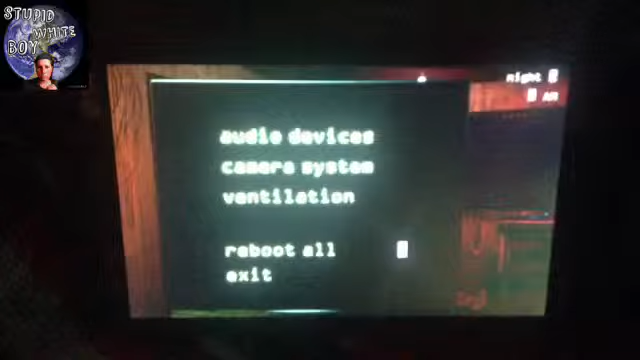 STUPID
WHITE
BOY
night
AM
audio devices
camera system
ventilation
reboot all
exit